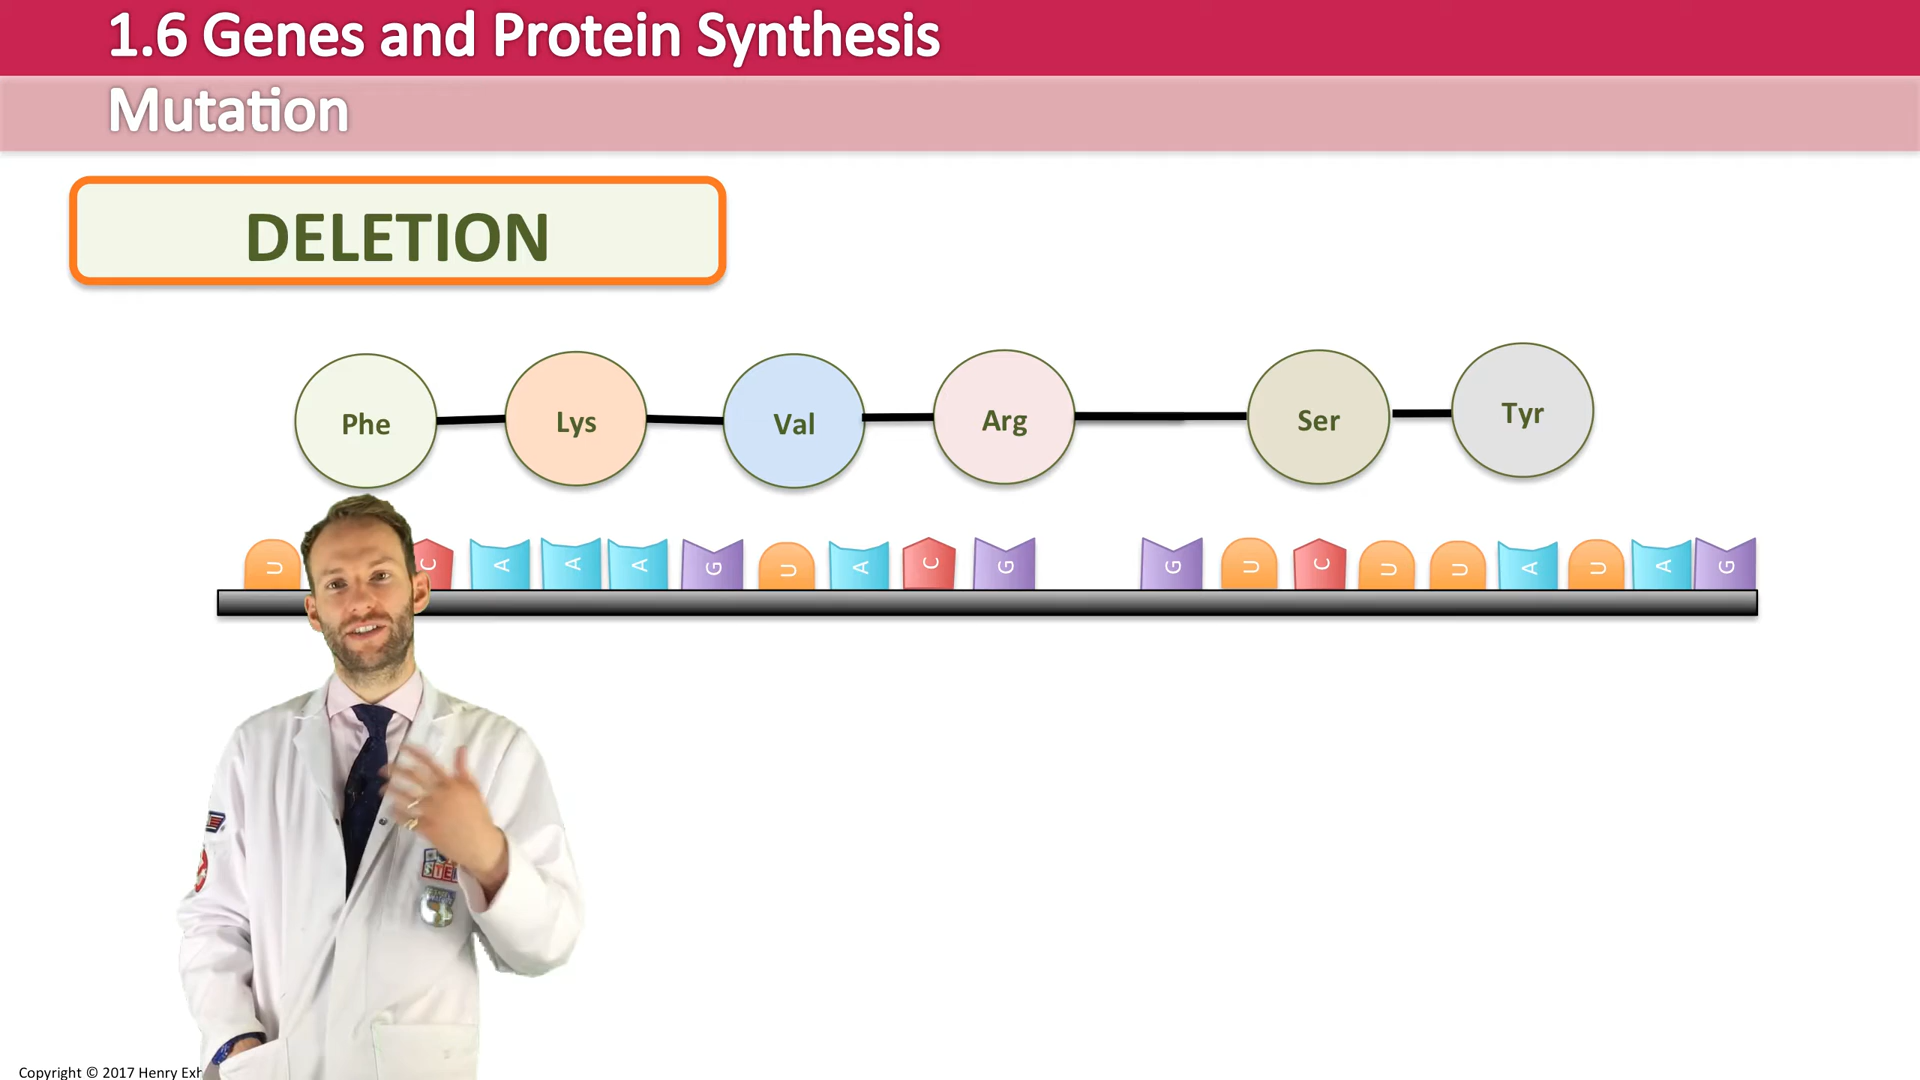 1.6 Genes and Protein Synthesis
Mutation
DELETION
Phe Lys Val Arg Ser Tyr
U C A A A G U A C G G U C U U A U A G
Copyright © 2017 Henry